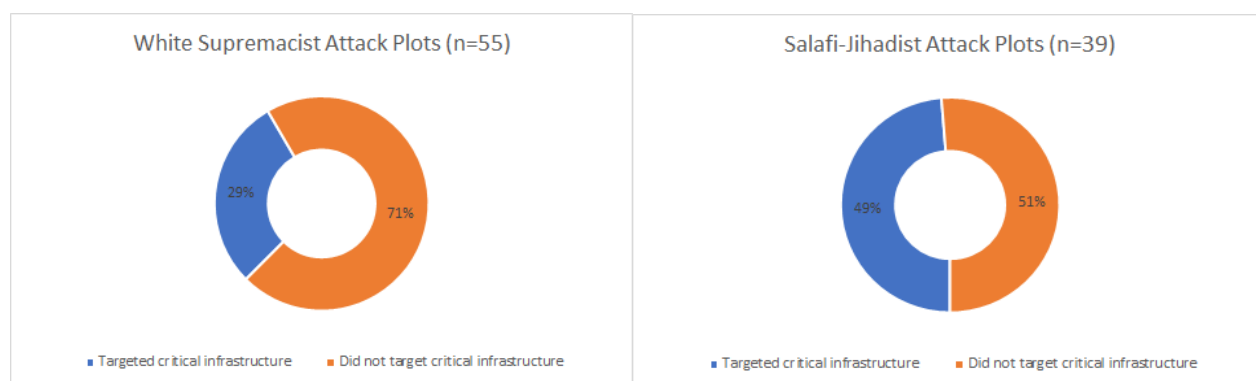 White Supremacist Attack Plots (n=55)
29%
71%
Targeted critical infrastructure
Did not target critical infrastructure
Salafi-Jihadist Attack Plots (n=39)
49%
51%
Targeted critical infrastructure
Did not target critical infrastructure